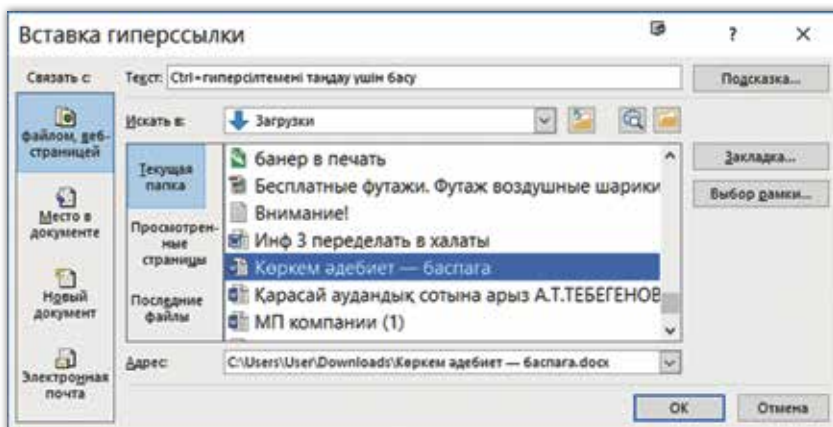 Вставка гиперссылки
Связать с:
Текст: Ctrl+гиперсілтемені таңдау үшін басу
Подсказка...
файлом, веб-
страницей
Искать в:
Загрузки
Текущая
папка
банер в печать
Бесплатные футажи. Футаж воздушные шарики
Внимание!
Инф 3 переделать в халаты
Көркем әдебиет — баспаға
Қарасай аудандық сотына арыз А.Т.ТЕБЕГЕНОВ
МП компании (1)
Закладка...
Выбор рамки...
Место в
документе
Просмотрен-
ные
страницы
Новый
документ
Последние
файлы
Электронная
почта
Адрес:
C:\Users\User\Downloads\Көркем әдебиет — баспаға.docx
ОК
Отмена